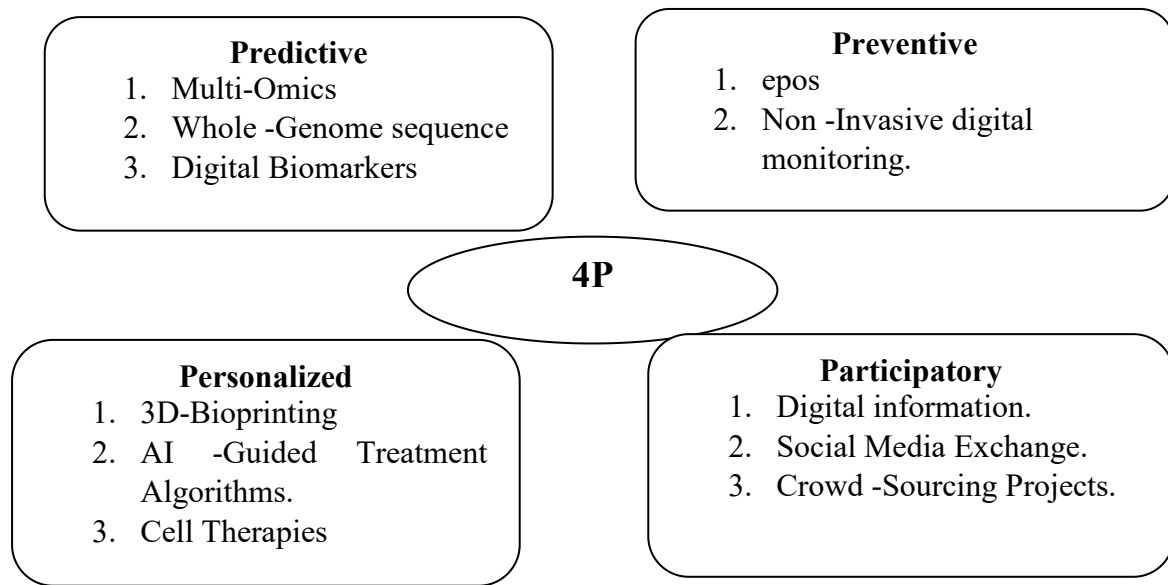 Predictive
1. Multi-Omics
2. Whole -Genome sequence
3. Digital Biomarkers
Preventive
1. epos
2. Non -Invasive digital
monitoring.
4P
Personalized
1. 3D-Bioprinting
2. AI -Guided Treatment
Algorithms.
3. Cell Therapies
Participatory
1. Digital information.
2. Social Media Exchange.
3. Crowd -Sourcing Projects.